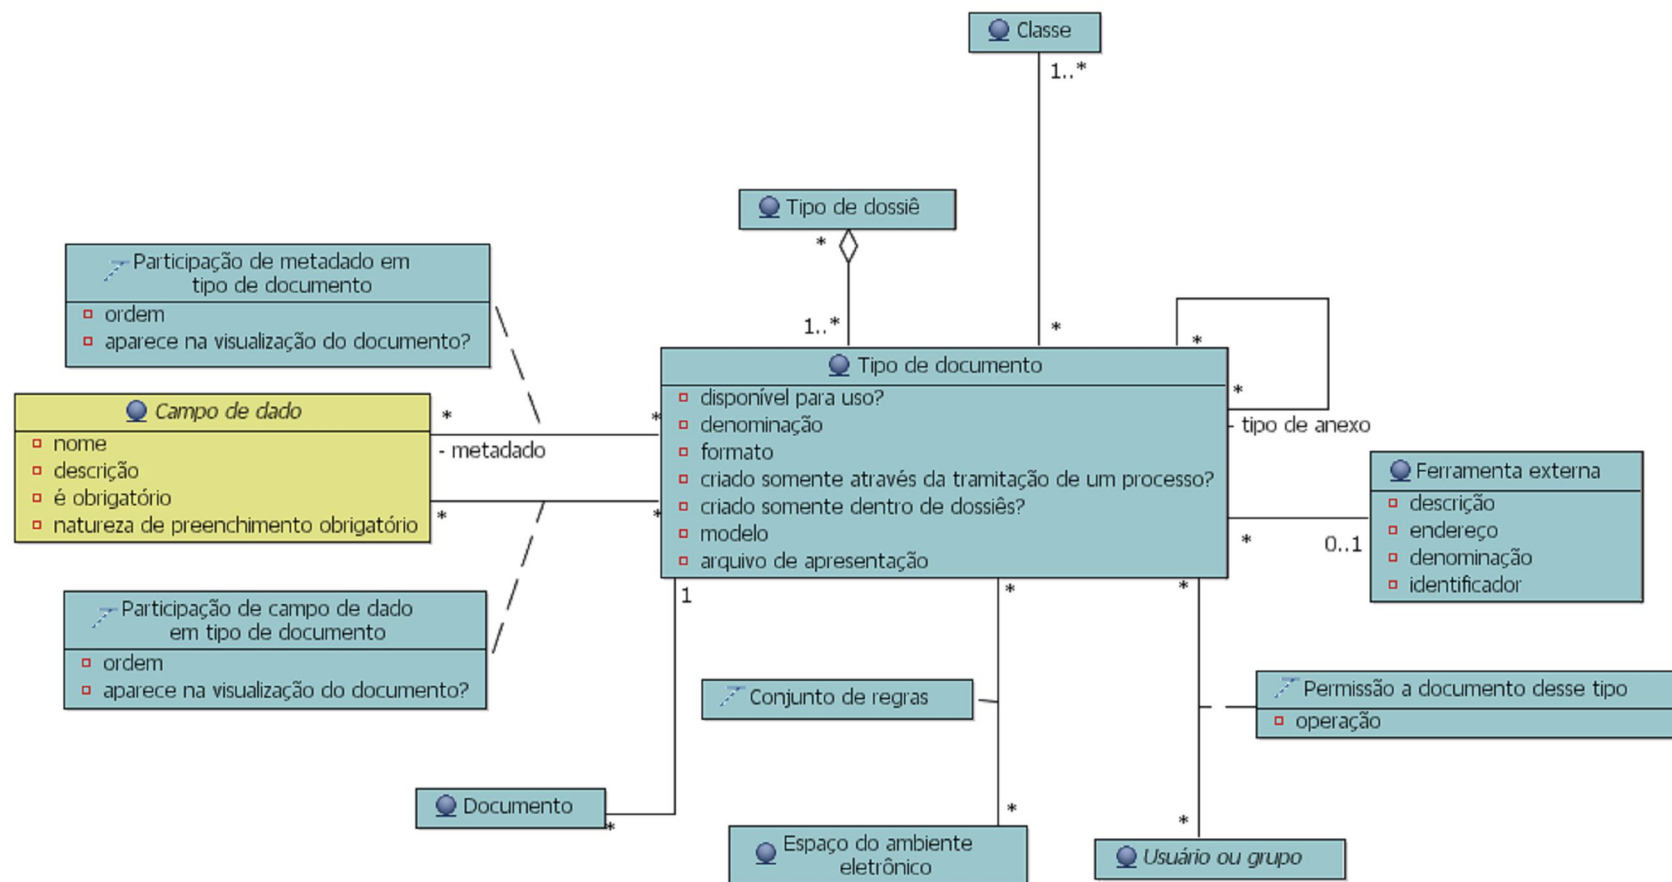 Classe
1..*
Tipo de dossiê
*
1..*
*
Participação de metadado em
tipo de documento
ordem
aparece na visualização do documento?
Campo de dado
nome
descrição
é obrigatório
natureza de preenchimento obrigatório
*
- metadado
*
*
*
Participação de campo de dado
em tipo de documento
ordem
aparece na visualização do documento?
Tipo de documento
disponível para uso?
denominação
formato
criado somente através da tramitação de um processo?
criado somente dentro de dossiês?
modelo
arquivo de apresentação
*
*
- tipo de anexo
Ferramenta externa
descrição
endereço
denominação
identificador
*
0..1
1
*
*
Conjunto de regras
Permissão a documento desse tipo
operação
Documento
*
*
Espaço do ambiente
eletrônico
*
Usuário ou grupo